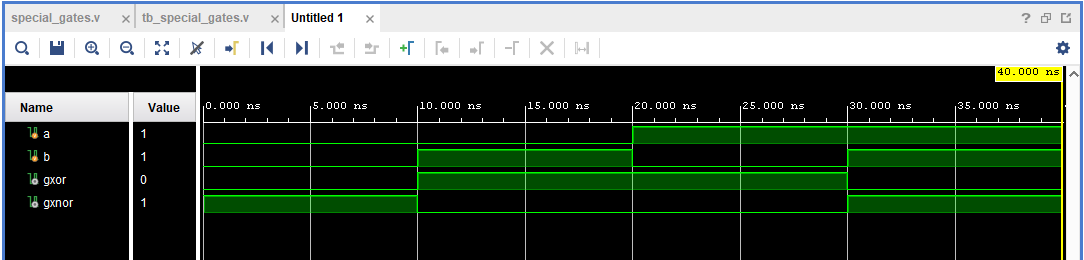 special_gates.v × tb_special_gates.v × Untitled 1 ×
40.000 ns
Name Value 0.000 ns 5.000 ns 10.000 ns 15.000 ns 20.000 ns 25.000 ns 30.000 ns 35.000 ns
a 1
b 1
gxor 0
gxnor 1